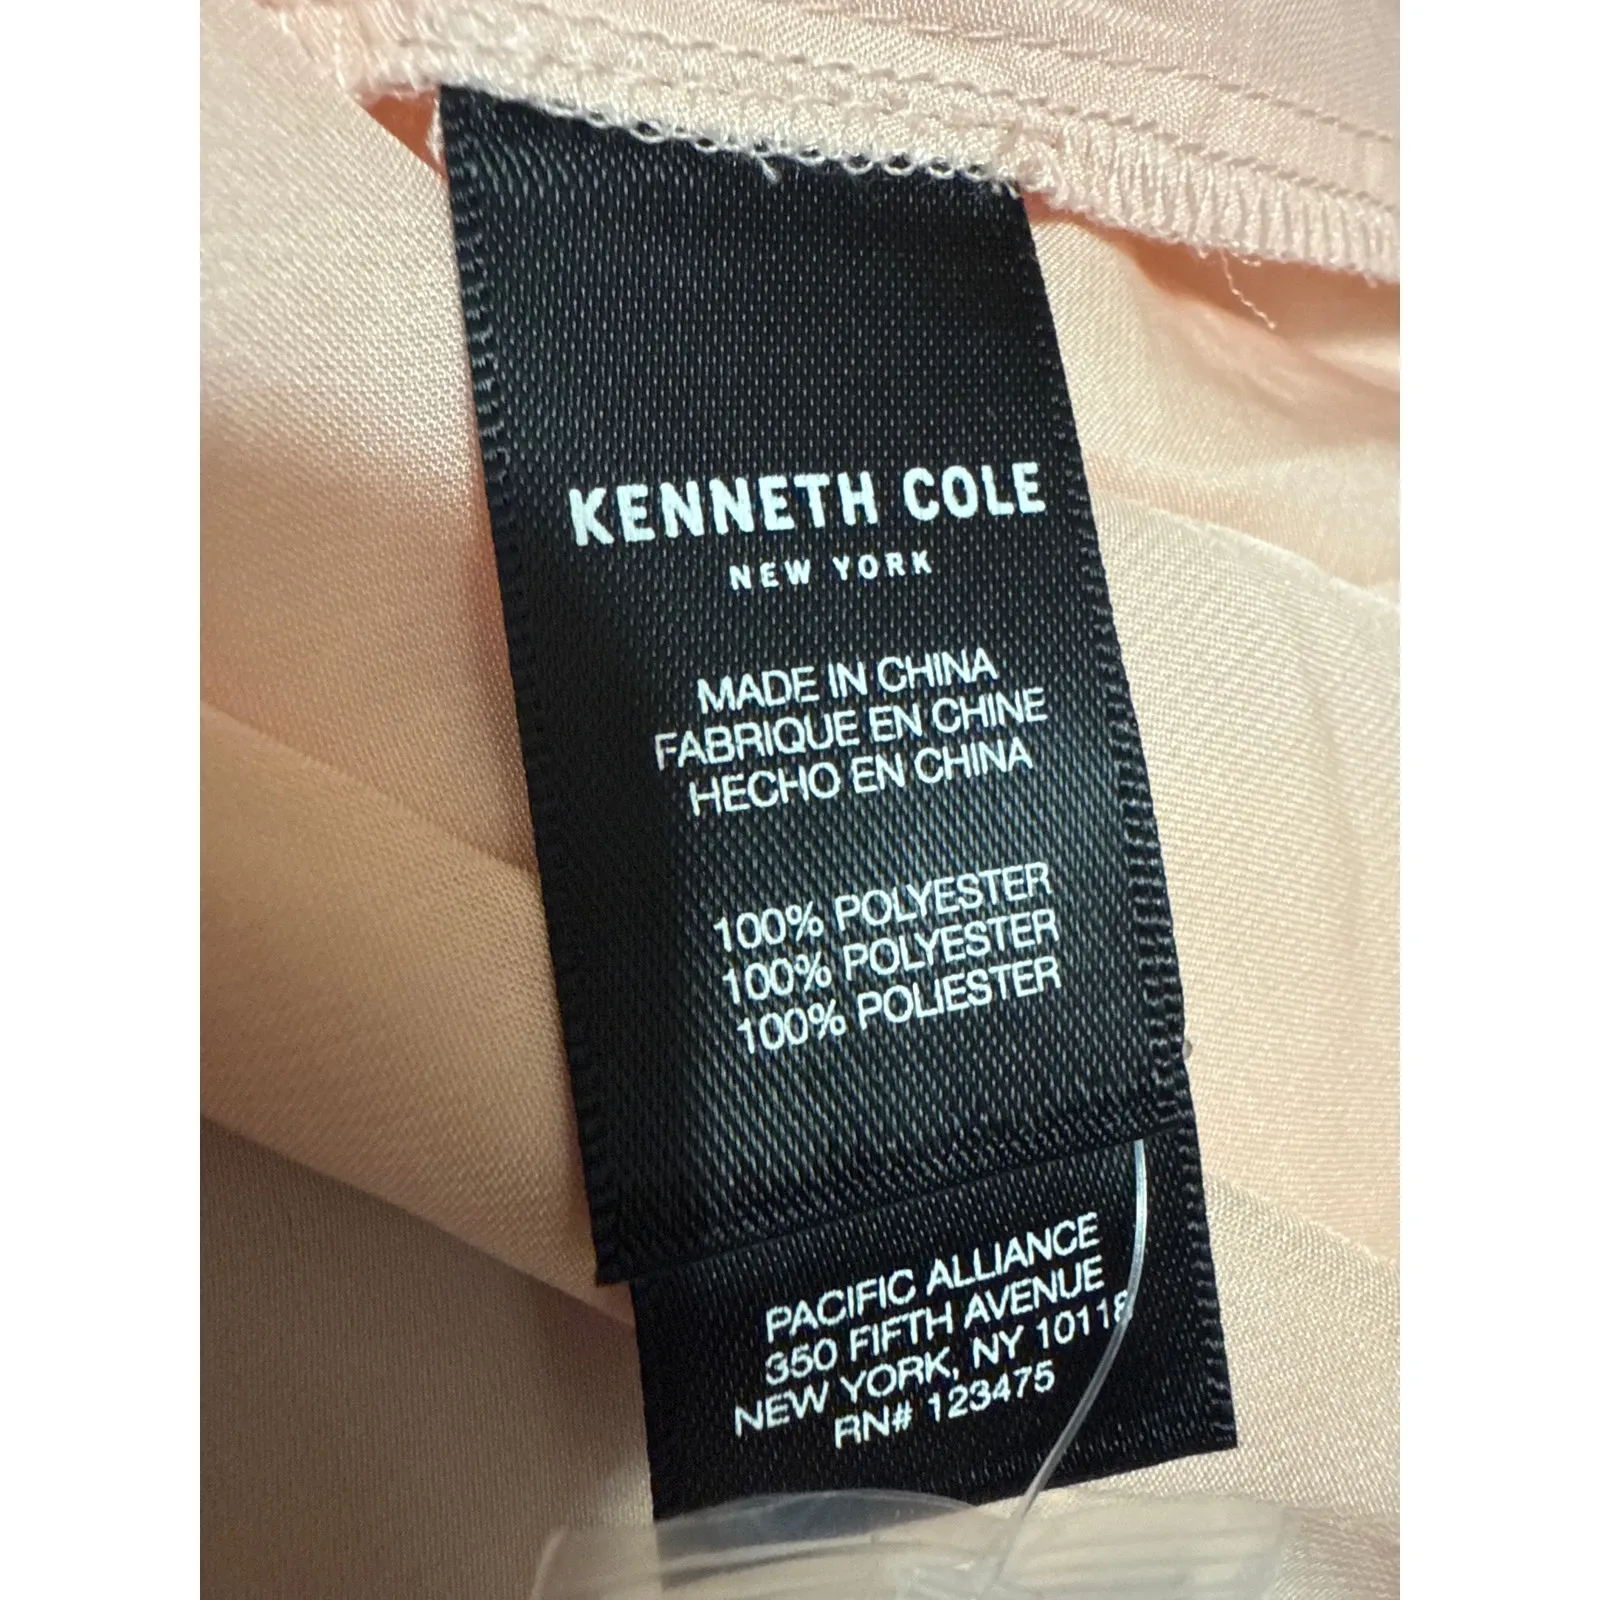 KENNETH COLE
NEW YORK
MADE IN CHINA
FABRIQUE EN CHINE
HECHO EN CHINA
100% POLYESTER
100% POLYESTER
100% POLIESTER
PACIFIC ALLIANCE
350 FIFTH AVENUE
NEW YORK, NY 10118
RN# 123475